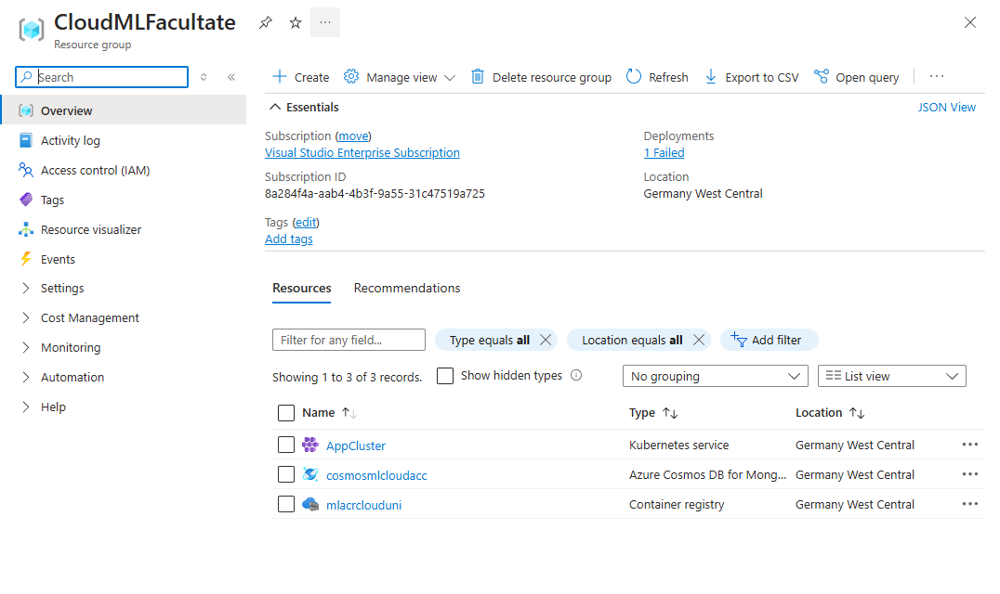 CloudMLFacultate
Resource group
Search
Overview
Activity log
Access control (IAM)
Tags
Resource visualizer
Events
Settings
Cost Management
Monitoring
Automation
Help
Create Manage view Delete resource group Refresh Export to CSV Open query
Essentials JSON View
Subscription (move)
Visual Studio Enterprise Subscription
Subscription ID
8a284f4a-aab4-4b3f-9a55-31c47519a725
Tags (edit)
Add tags
Deployments
1 Failed
Location
Germany West Central
Resources Recommendations
Filter for any field... Type equals all Location equals all Add filter
Showing 1 to 3 of 3 records. Show hidden types No grouping List view
Name Type Location
AppCluster Kubernetes service Germany West Central
cosmosmlcloudacc Azure Cosmos DB for Mong... Germany West Central
mlacrclouduni Container registry Germany West Central